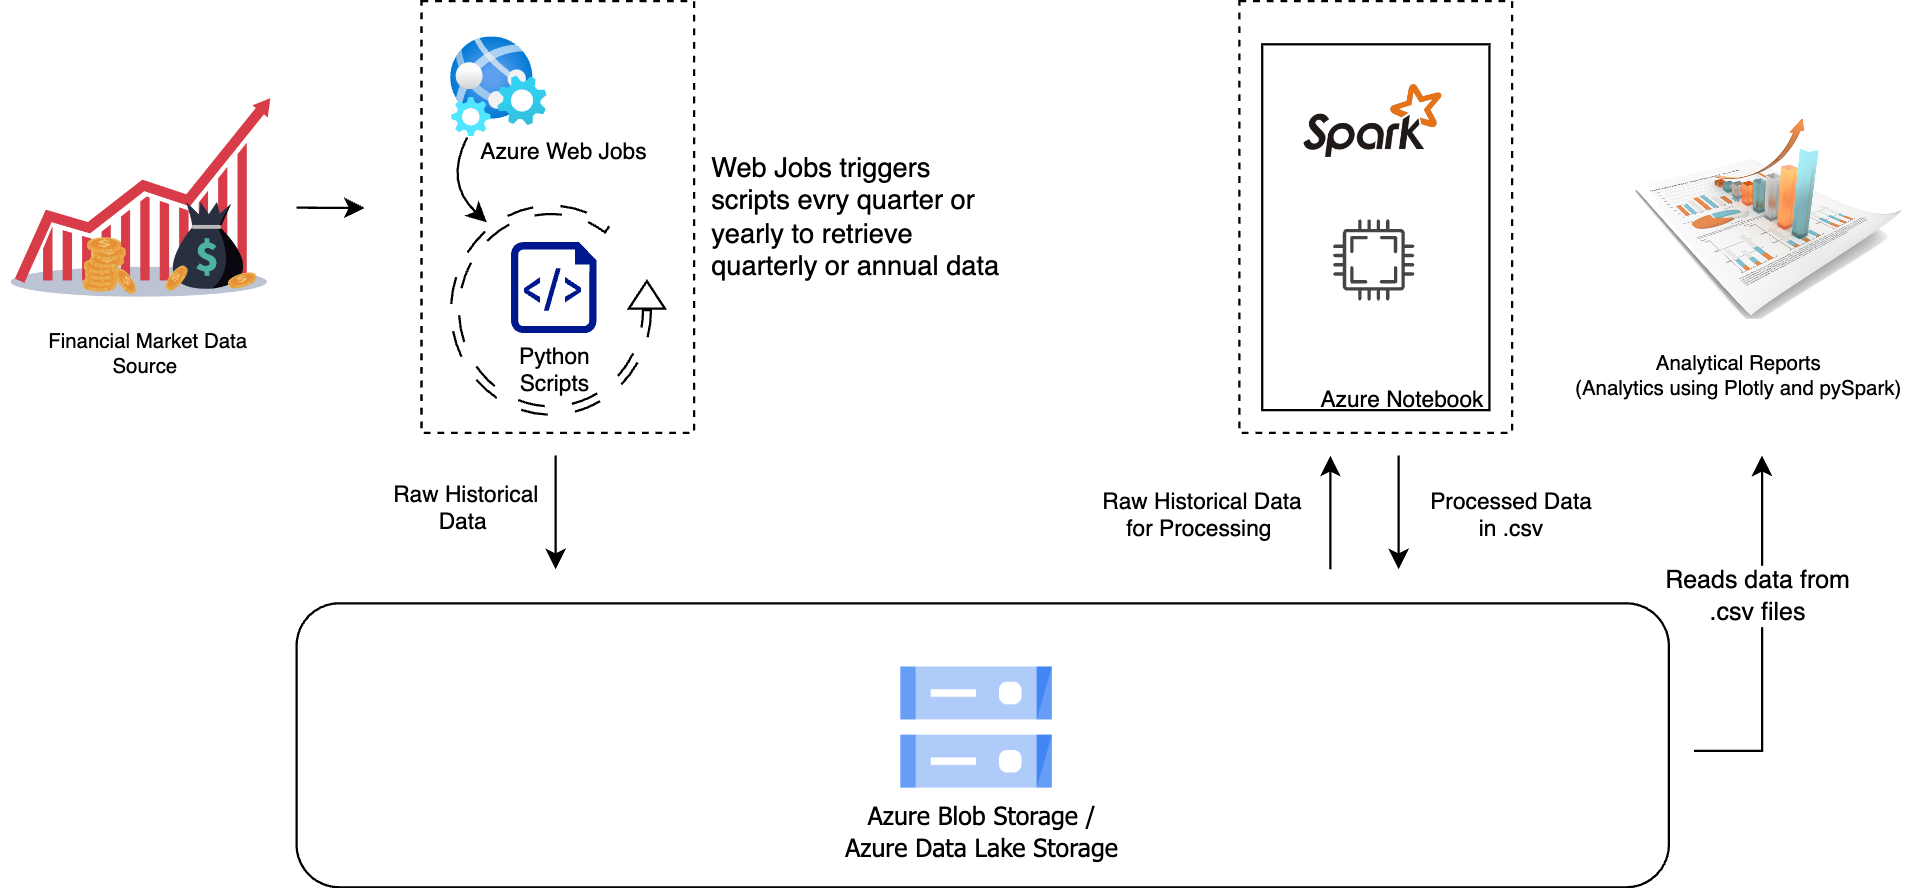 Financial Market Data
Source
Azure Web Jobs
</>
Python
Scripts
Web Jobs triggers
scripts evry quarter or
yearly to retrieve
quarterly or annual data
Spark
Azure Notebook
Analytical Reports
(Analytics using Plotly and pySpark)
Raw Historical
Data
Raw Historical Data
for Processing
Processed Data
in .csv
Reads data from
.csv files
$
Azure Blob Storage /
Azure Data Lake Storage